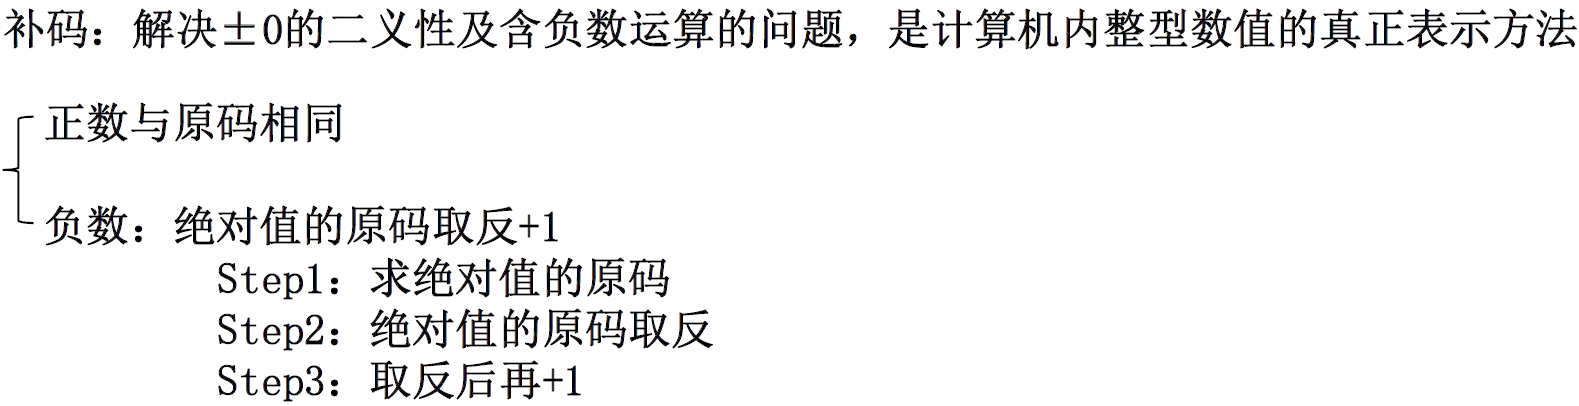 补码：解决±0的二义性及含负数运算的问题，是计算机内整型数值的真正表示方法
正数与原码相同
负数：绝对值的原码取反+1
Step1：求绝对值的原码
Step2：绝对值的原码取反
Step3：取反后再+1